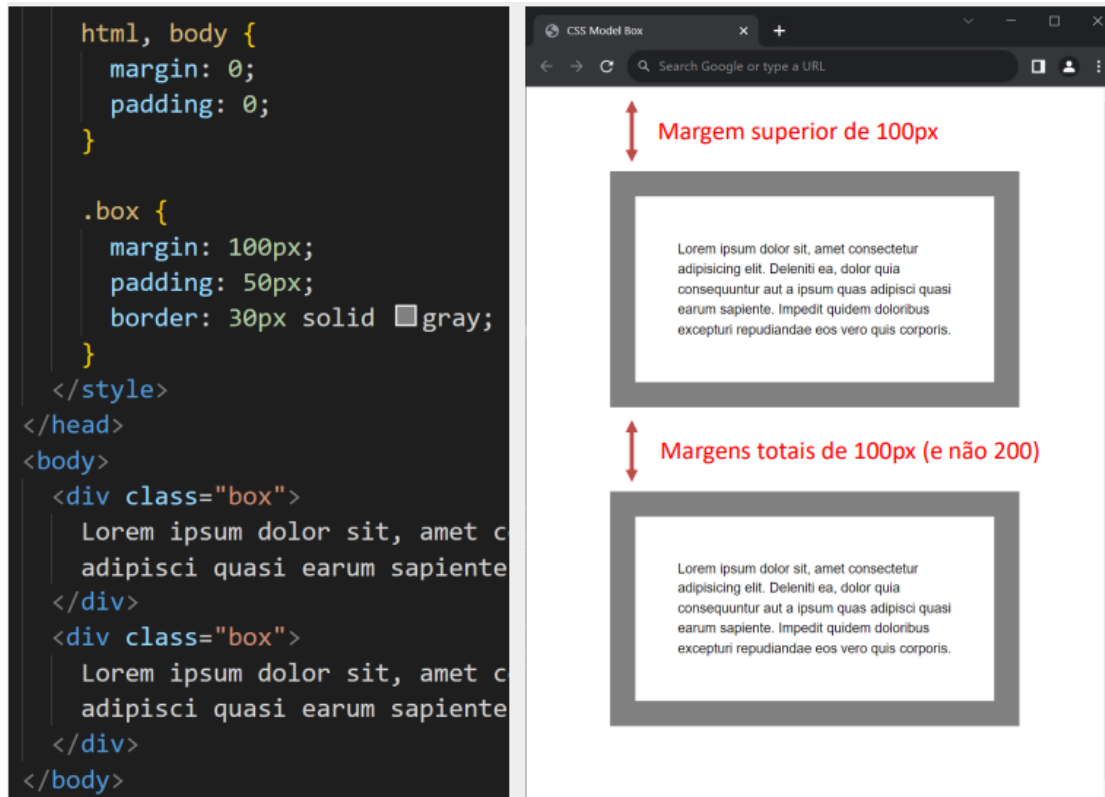 html, body {
margin: 0;
padding: 0;
}
.box {
margin: 100px;
padding: 50px;
border: 30px solid gray;
}
</style>
</head>
<body>
<div class="box">
Lorem ipsum dolor sit, amet c
adipisci quasi earum sapiente
</div>
<div class="box">
Lorem ipsum dolor sit, amet c
adipisci quasi earum sapiente
</div>
</body>
CSS Model Box
Search Google or type a URL
Margem superior de 100px
Lorem ipsum dolor sit, amet consectetur
adipisicing elit. Deleniti ea, dolor quia
consequuntur aut a ipsum quas adipisci quasi
earum sapiente. Impedit quidem doloribus
excepturi repudiandae eos vero quis corporis.
Margens totais de 100px (e não 200)
Lorem ipsum dolor sit, amet consectetur
adipisicing elit. Deleniti ea, dolor quia
consequuntur aut a ipsum quas adipisci quasi
earum sapiente. Impedit quidem doloribus
excepturi repudiandae eos vero quis corporis.